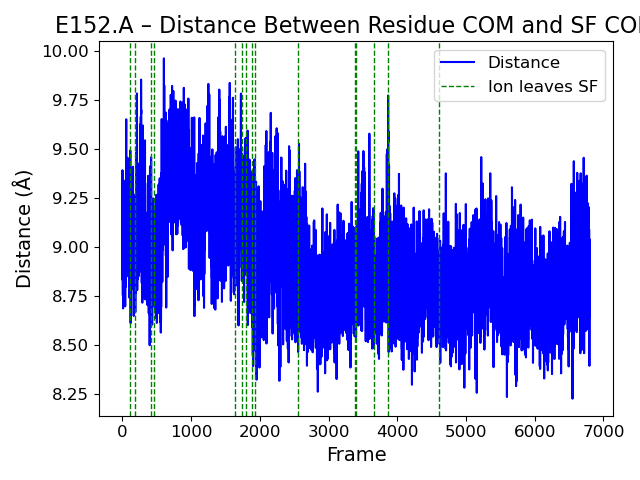 E152.A – Distance Between Residue COM and SF CO
10.00
9.75
9.50
9.25
9.00
8.75
8.50
8.25
Distance (Å)
Distance
Ion leaves SF
0 1000 2000 3000 4000 5000 6000 7000
Frame